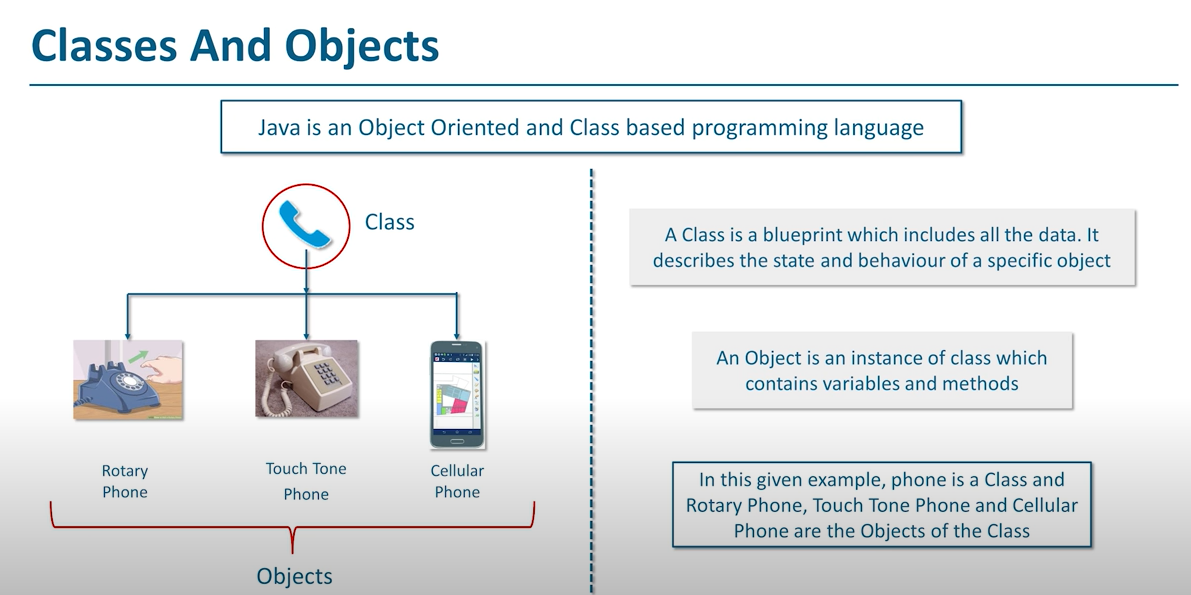 Classes And Objects
Java is an Object Oriented and Class based programming language
Class
Rotary
Phone
Touch Tone
Phone
Cellular
Phone
Objects
A Class is a blueprint which includes all the data. It
describes the state and behaviour of a specific object
An Object is an instance of class which
contains variables and methods
In this given example, phone is a Class and
Rotary Phone, Touch Tone Phone and Cellular
Phone are the Objects of the Class